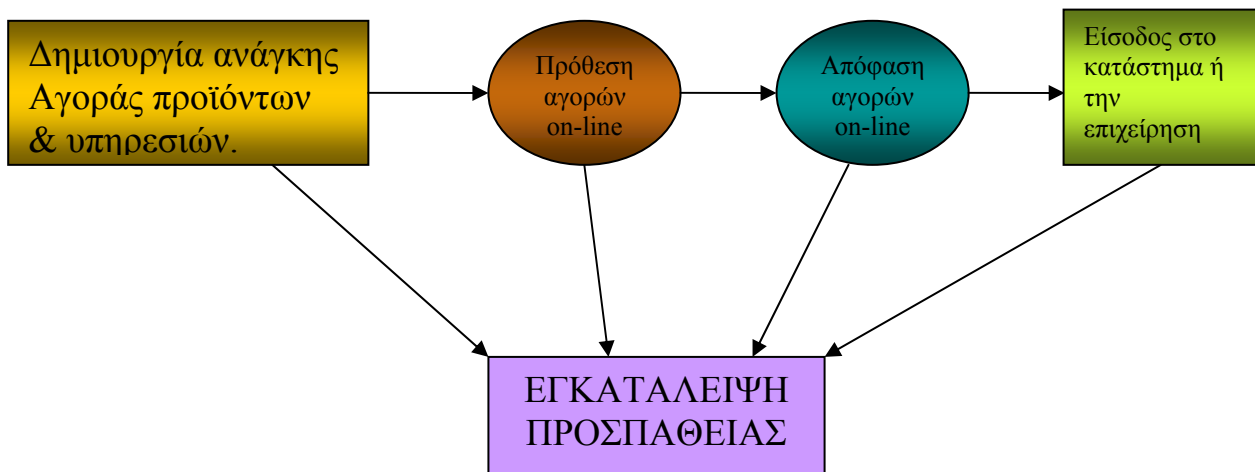 Δημιουργία ανάγκης
Αγοράς προϊόντων
& υπηρεσιών.
Πρόθεση
αγορών
on-line
Απόφαση
αγορών
on-line
Είσοδος στο
κατάστημα ή
την
επιχείρηση
ΕΓΚΑΤΑΛΕΙΨΗ
ΠΡΟΣΠΑΘΕΙΑΣ